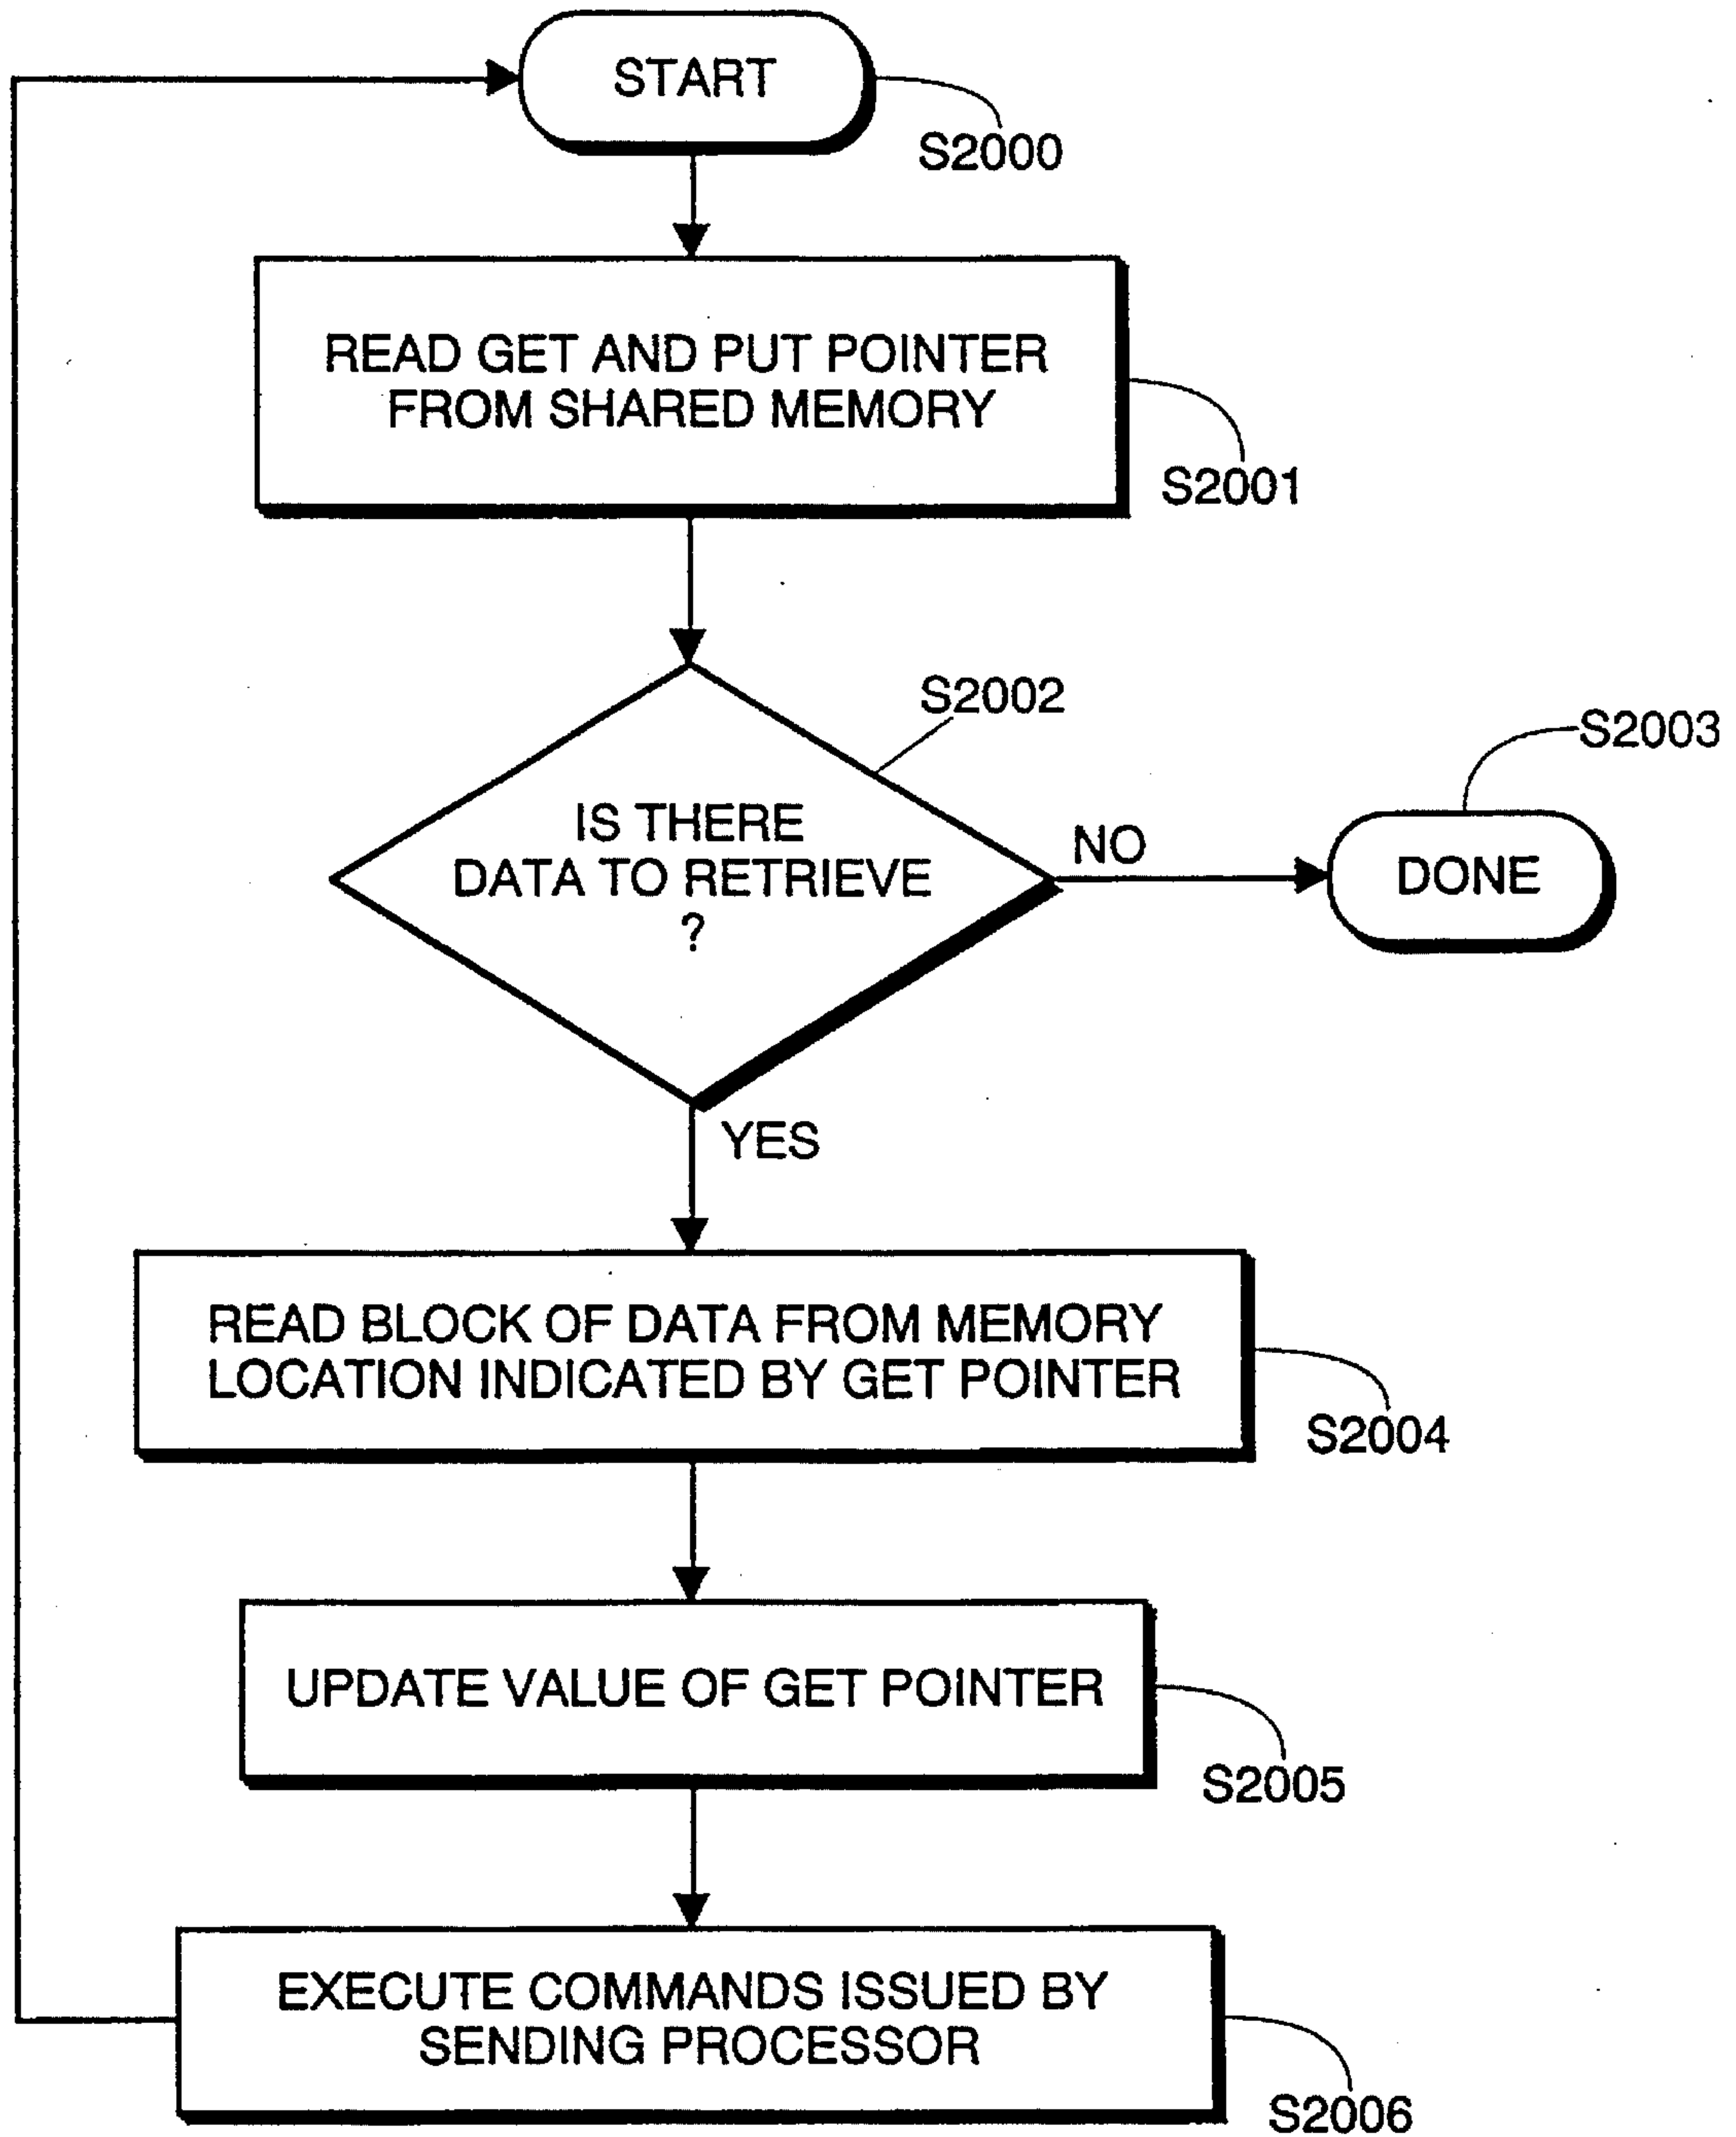 START
S2000
READ GET AND PUT POINTER
FROM SHARED MEMORY
S2001
S2002
S2003
IS THERE
DATA TO RETRIEVE
?
NO
DONE
YES
READ BLOCK OF DATA FROM MEMORY
LOCATION INDICATED BY GET POINTER
S2004
UPDATE VALUE OF GET POINTER
S2005
EXECUTE COMMANDS ISSUED BY
SENDING PROCESSOR
S2006